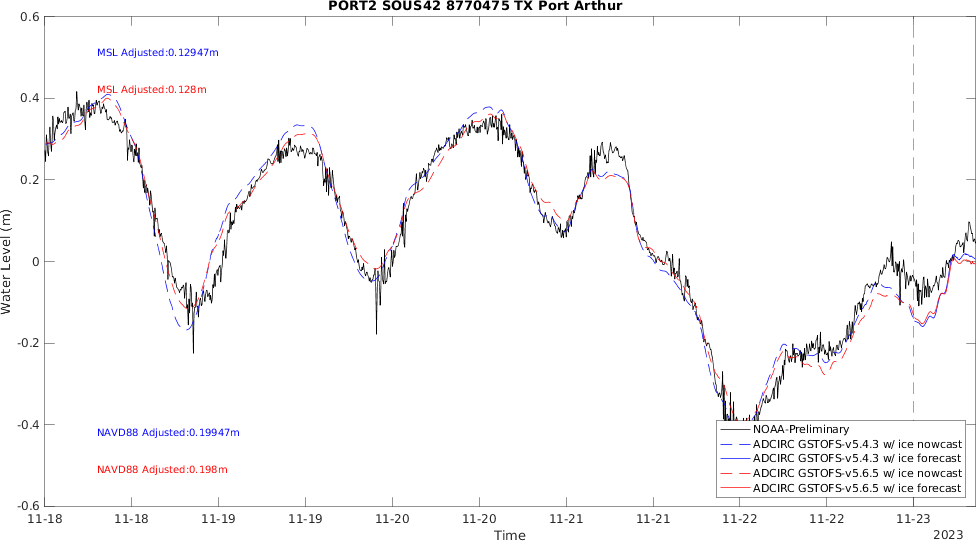 PORT2 SOUS42 8770475 TX Port Arthur
0.6
MSL Adjusted:0.12947m
MSL Adjusted:0.128m
0.4
0.2
0
-0.2
-0.4
-0.6
Water Level (m)
NAVD88 Adjusted:0.19947m
NAVD88 Adjusted:0.198m
NOAA-Preliminary
ADCIRC GSTOFS-v5.4.3 w/ ice nowcast
ADCIRC GSTOFS-v5.4.3 w/ ice forecast
ADCIRC GSTOFS-v5.6.5 w/ ice nowcast
ADCIRC GSTOFS-v5.6.5 w/ ice forecast
11-18 11-18 11-19 11-19 11-20 11-20 11-21 11-21 11-22 11-22 11-23
Time
2023